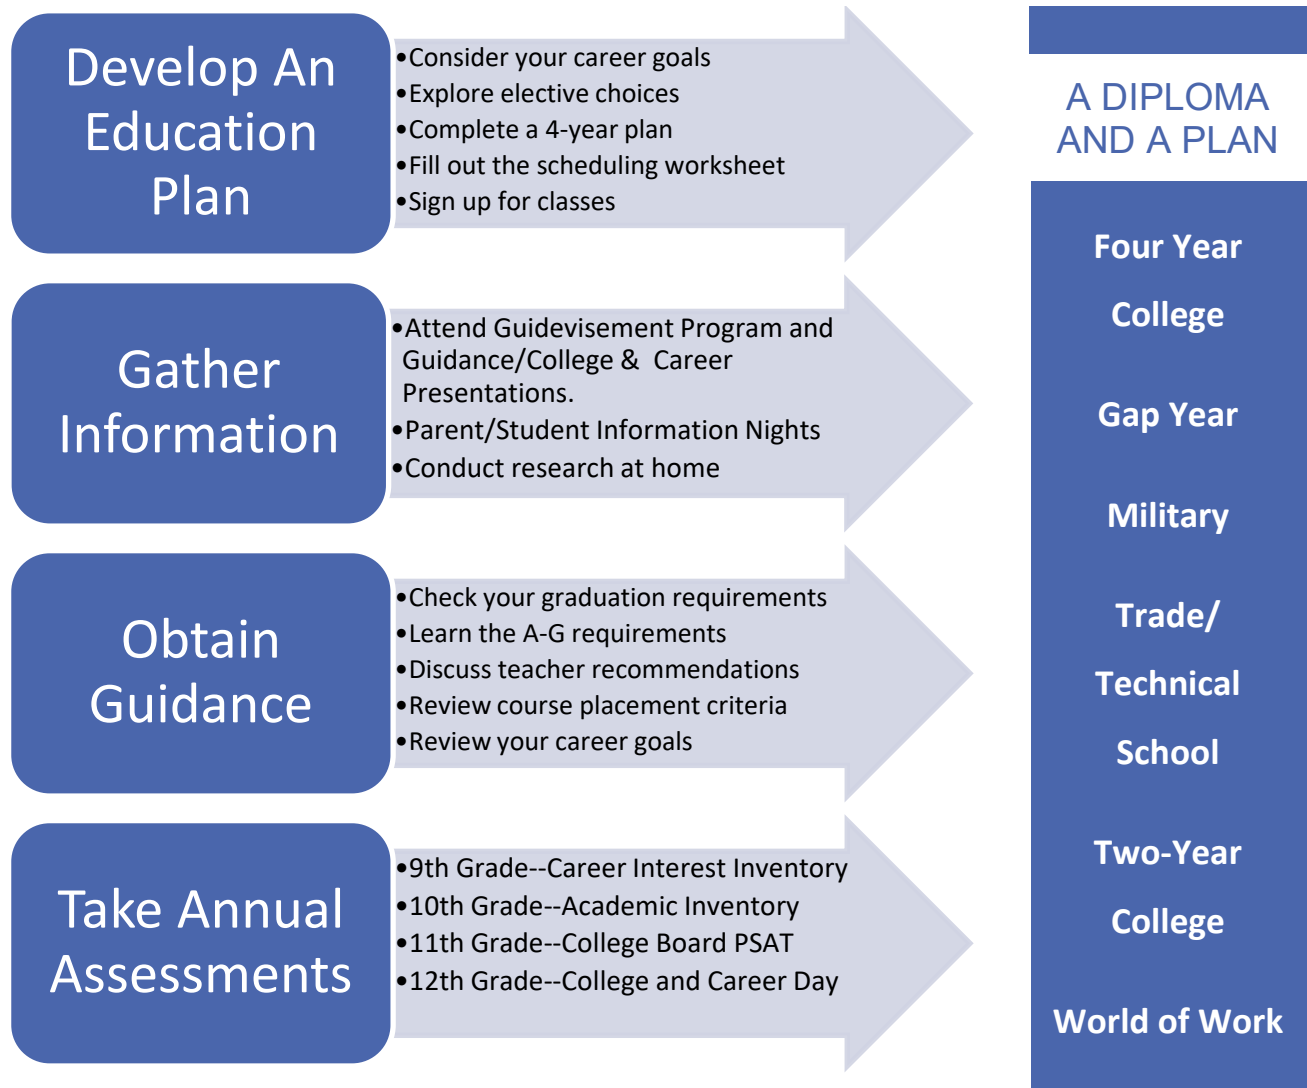 Develop An
Education
Plan
•Consider your career goals
•Explore elective choices
•Complete a 4-year plan
•Fill out the scheduling worksheet
•Sign up for classes
Gather
Information
•Attend Guidevisement Program and
Guidance/College & Career
Presentations.
•Parent/Student Information Nights
•Conduct research at home
Obtain
Guidance
•Check your graduation requirements
•Learn the A-G requirements
•Discuss teacher recommendations
•Review course placement criteria
•Review your career goals
Take Annual
Assessments
•9th Grade--Career Interest Inventory
•10th Grade--Academic Inventory
•11th Grade--College Board PSAT
•12th Grade--College and Career Day
A DIPLOMA
AND A PLAN
Four Year
College
Gap Year
Military
Trade/
Technical
School
Two-Year
College
World of Work